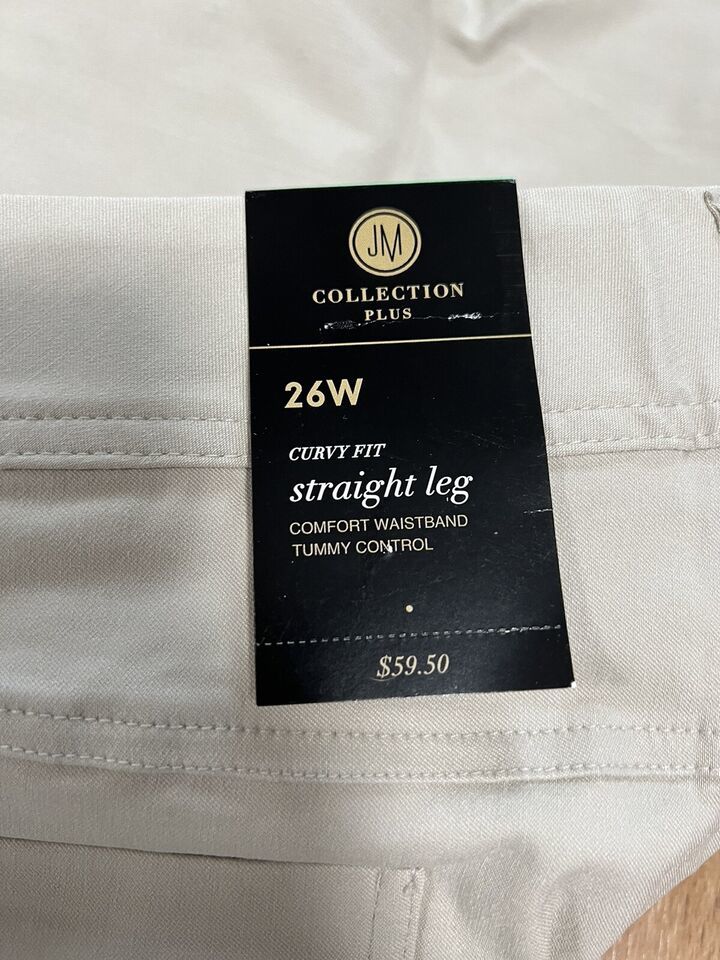 JM
COLLECTION
PLUS
26W
CURVY FIT
straight leg
COMFORT WAISTBAND
TUMMY CONTROL
$59.50